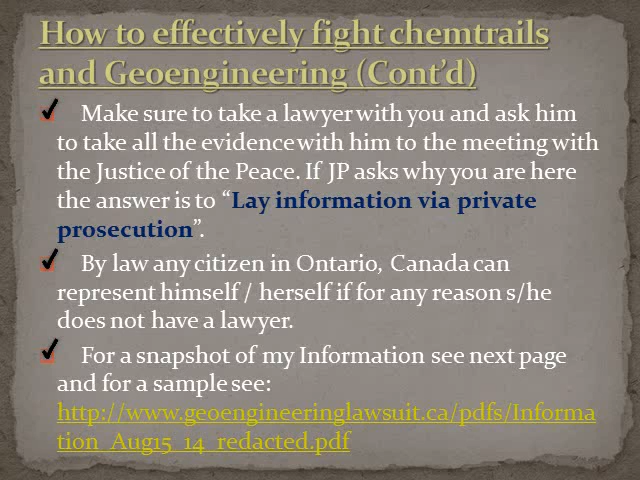 How to effectively fight chemtrails
and Geoengineering (Cont'd)
Make sure to take a lawyer with you and ask him
to take all the evidence with him to the meeting with
the Justice of the Peace. If JP asks why you are here
the answer is to “Lay information via private
prosecution”.
By law any citizen in Ontario, Canada can
represent himself / herself if for any reason s/he
does not have a lawyer.
For a snapshot of my Information see next page
and for a sample see:
http://www.geoengineeringlawsuit.ca/pdfs/Informa
tion_Aug15_14_redacted.pdf